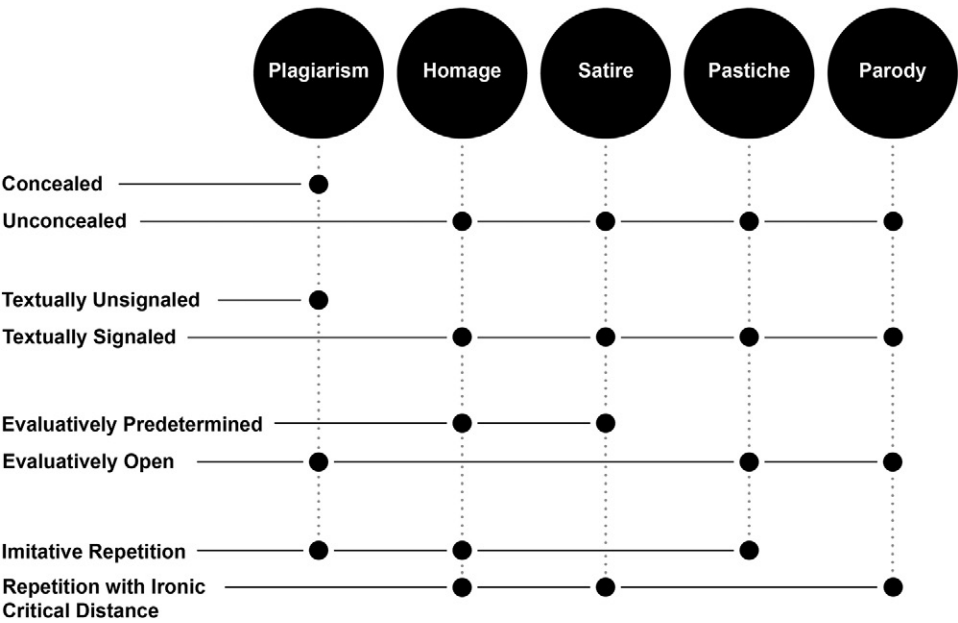 Plagiarism Homage Satire Pastiche Parody
Concealed
Unconcealed
Textually Unsignaled
Textually Signaled
Evaluatively Predetermined
Evaluatively Open
Imitative Repetition
Repetition with Ironic
Critical Distance